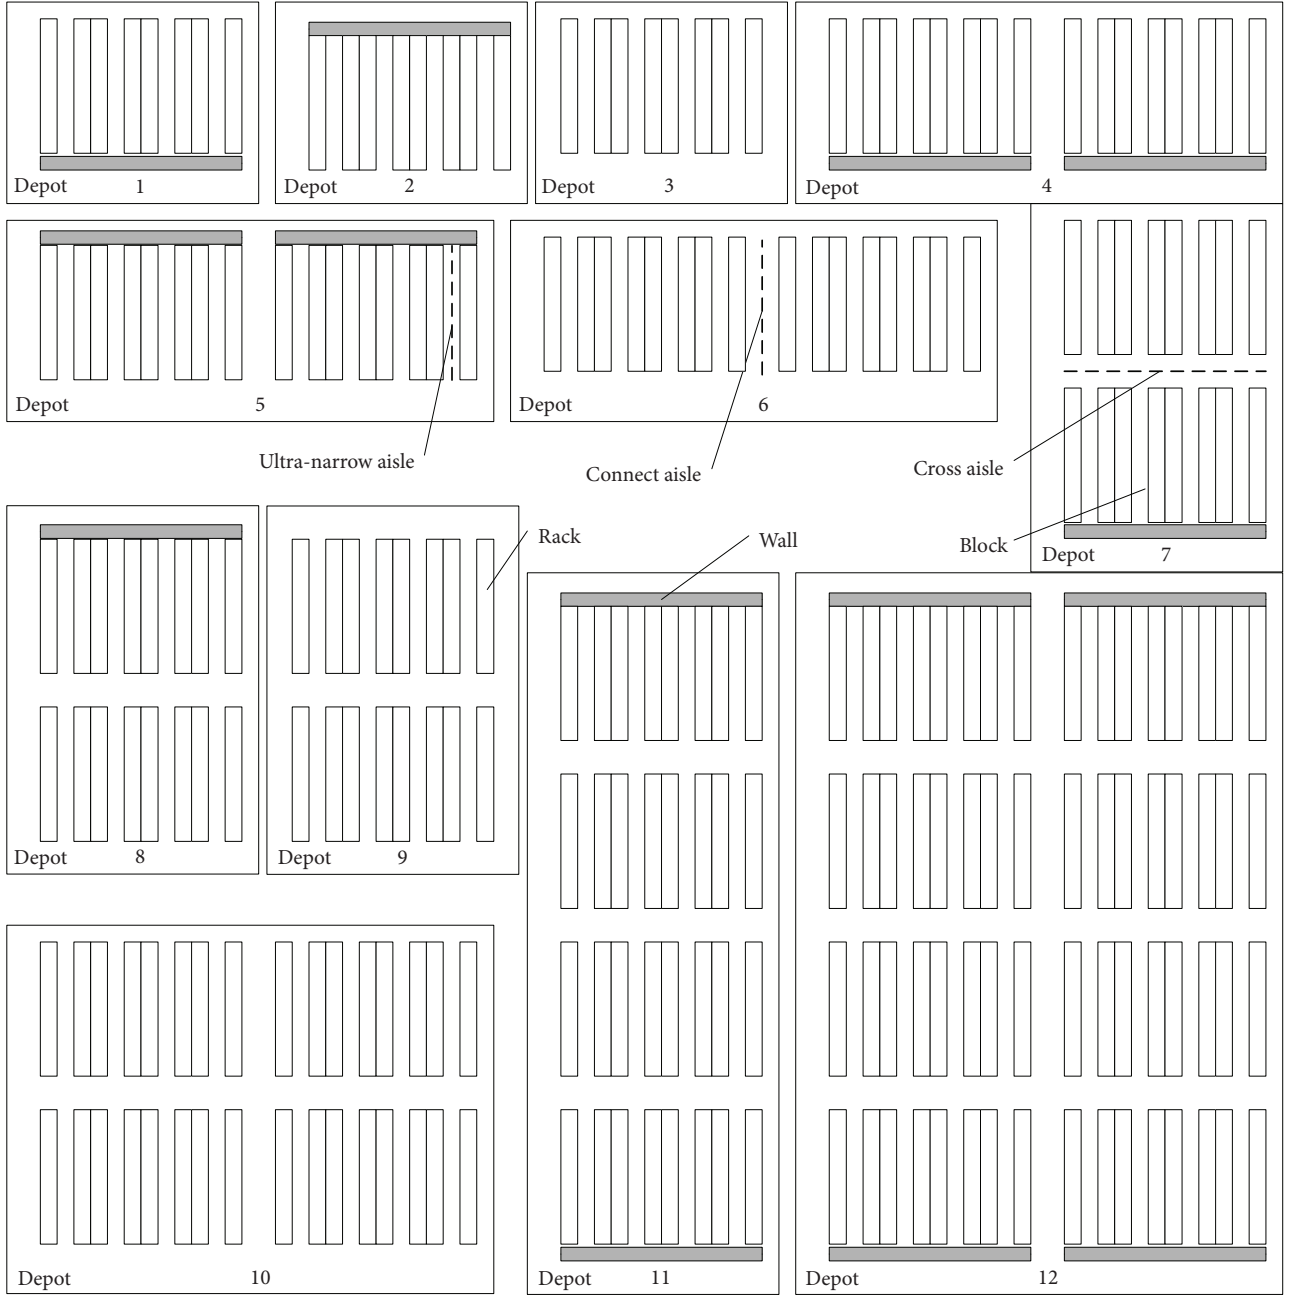 Depot 1
Depot 2
Depot 3
Depot 4
Depot 5
Depot 6
Ultra-narrow aisle
Connect aisle
Cross aisle
Rack
Wall
Block
Depot 7
Depot 8
Depot 9
Depot 10
Depot 11
Depot 12